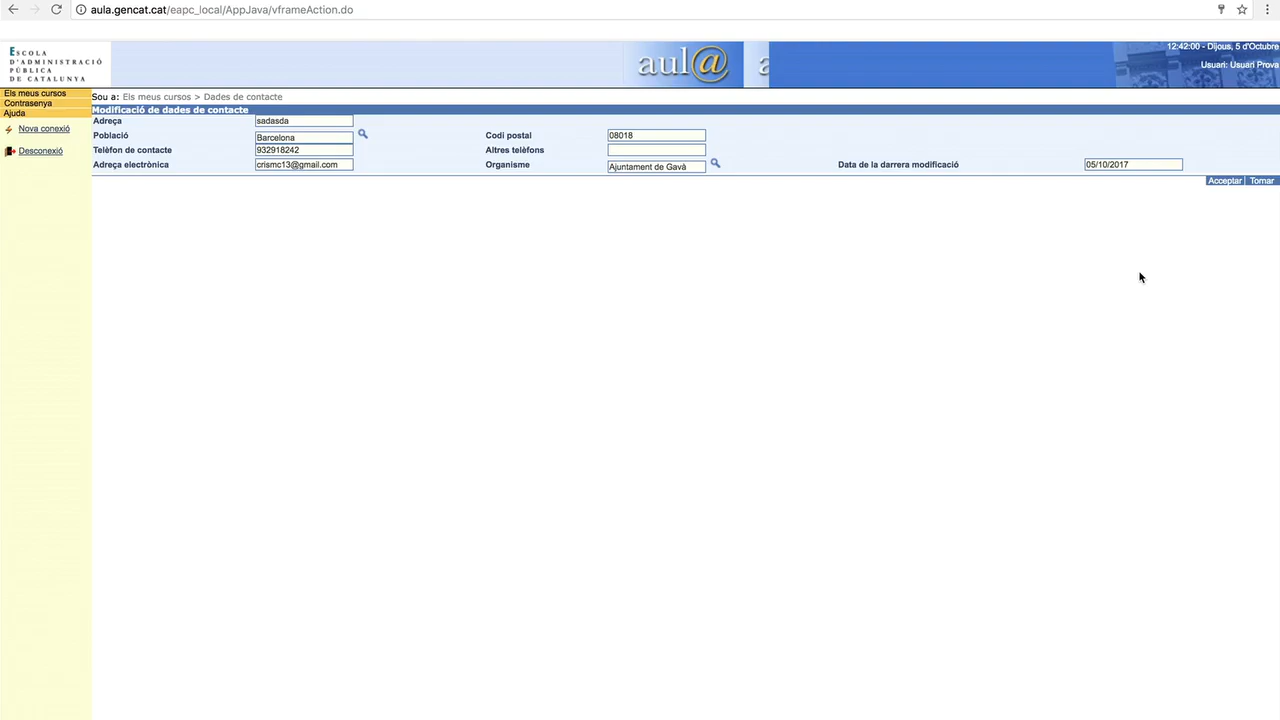 aula.gencat.cat/eapc_local/AppJava/vframeAction.do
ESCOLA
D'ADMINISTRACIÓ
PÚBLICA
DE CATALUNYA
aul@
a
12:42:00 - Dijous, 5 d'Octubre
Usuari: Usuari Prova
Els meus cursos
Contrasenya
Ajuda
Nova conexió
Desconexió
Sou a: Els meus cursos > Dades de contacte
Modificació de dades de contacte
Adreça sadasda
Població Barcelona Codi postal 08018
Telèfon de contacte 932918242 Altres telèfons
Adreça electrònica crismc13@gmail.com Organisme Ajuntament de Gavà Data de la darrera modificació 05/10/2017
Acceptar Tornar